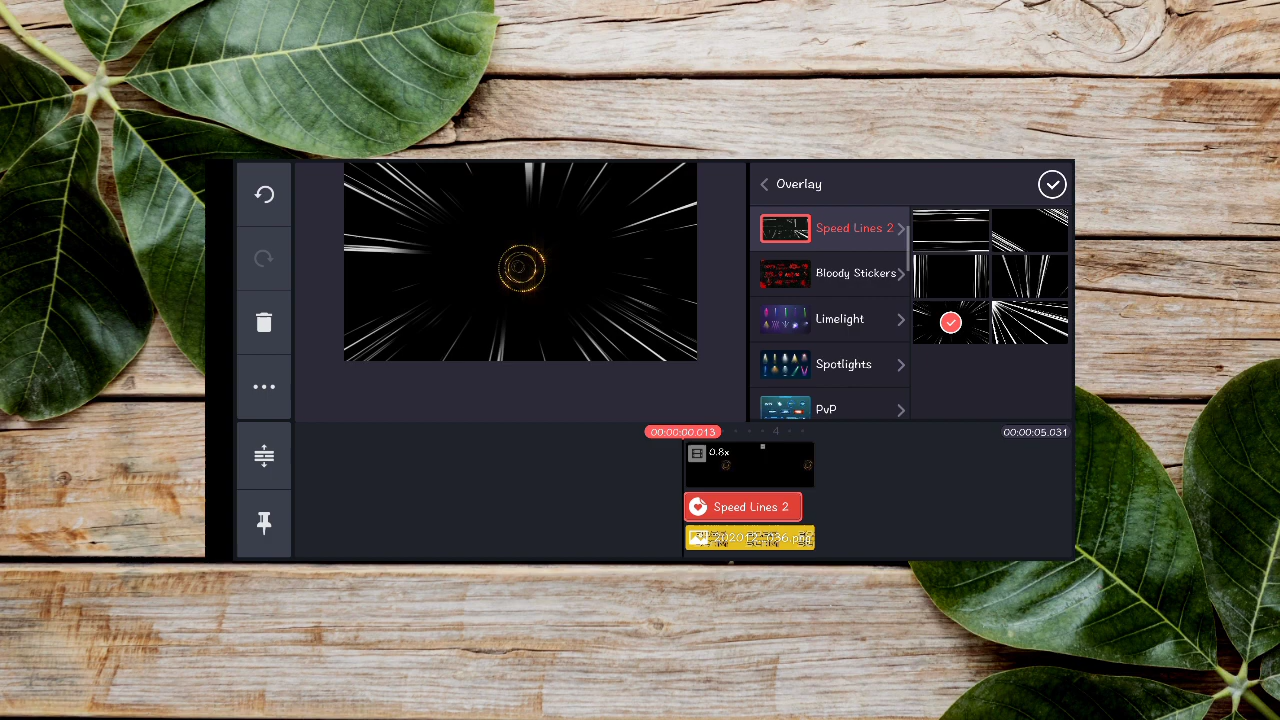 Overlay
Speed Lines 2
Bloody Stickers
Limelight
Spotlights
PvP
00:00:00.013
4
00:00:05.031
0.8x
Speed Lines 2